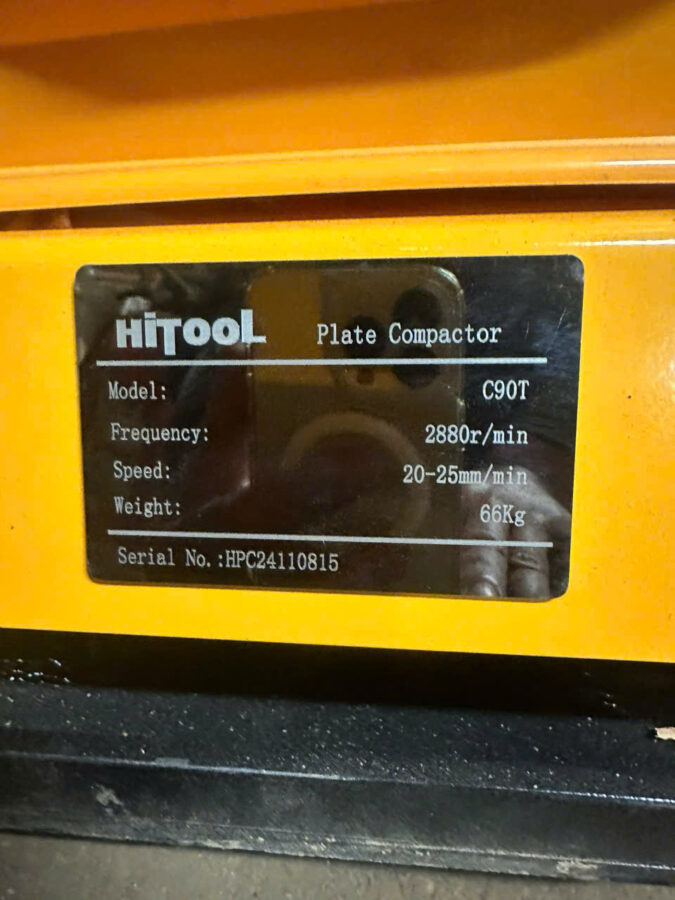 HiTOOL Plate Compactor
Model: C90T
Frequency: 2880r/min
Speed: 20-25mm/min
Weight: 66Kg
Serial No.:HPC24110815